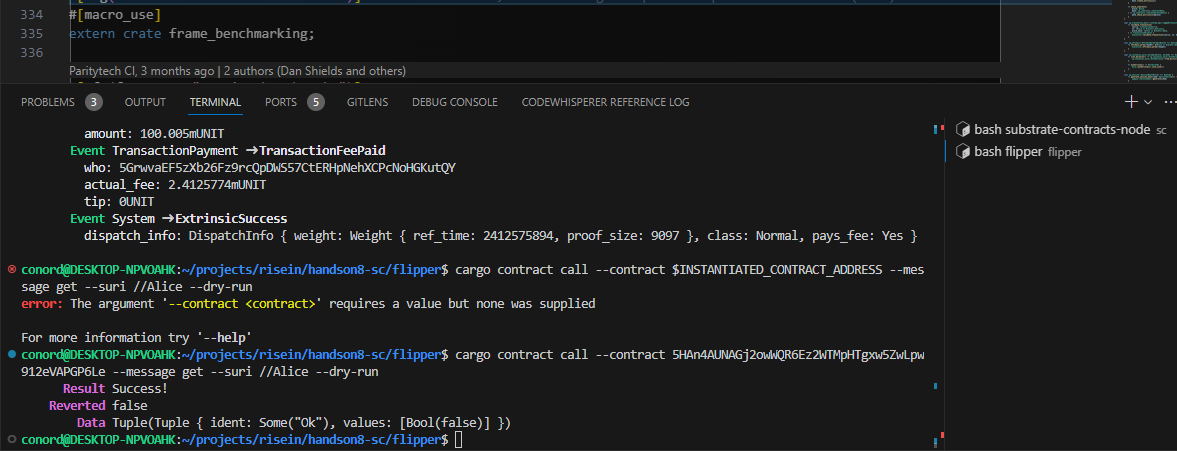 334
#[macro_use]
335 extern crate frame_benchmarking;
336
Paritytech CI, 3 months ago | 2 authors (Dan Shields and others)
PROBLEMS 3 OUTPUT TERMINAL PORTS 5 GITLENS DEBUG CONSOLE CODEWHISPERER REFERENCE LOG
bash substrate-contracts-node sc
bash flipper flipper
amount: 100.005mUNIT
Event TransactionPayment ➜TransactionFeePaid
who: 5GrwvaEF5zXb26Fz9rcQpDWS57CtERHpNehXCPcNoHGKutQY
actual_fee: 2.4125774mUNIT
tip: 0UNIT
Event System ➜ExtrinsicSuccess
dispatch_info: DispatchInfo { weight: Weight { ref_time: 2412575894, proof_size: 9097 }, class: Normal, pays_fee: Yes }
conord@DESKTOP-NPVOAHK:~/projects/risein/handson8-sc/flipper$ cargo contract call --contract $INSTANTIATED_CONTRACT_ADDRESS --mes
sage get --suri //Alice --dry-run
error: The argument '--contract <contract>' requires a value but none was supplied
For more information try '--help'
conord@DESKTOP-NPVOAHK:~/projects/risein/handson8-sc/flipper$ cargo contract call --contract 5HAn4AUNAGj2owWQR6Ez2WTMpHTgxw5ZwLpw
912eVAPGP6Le --message get --suri //Alice --dry-run
Result Success!
Reverted false
Data Tuple(Tuple { ident: Some("Ok"), values: [Bool(false)] })
conord@DESKTOP-NPVOAHK:~/projects/risein/handson8-sc/flipper$